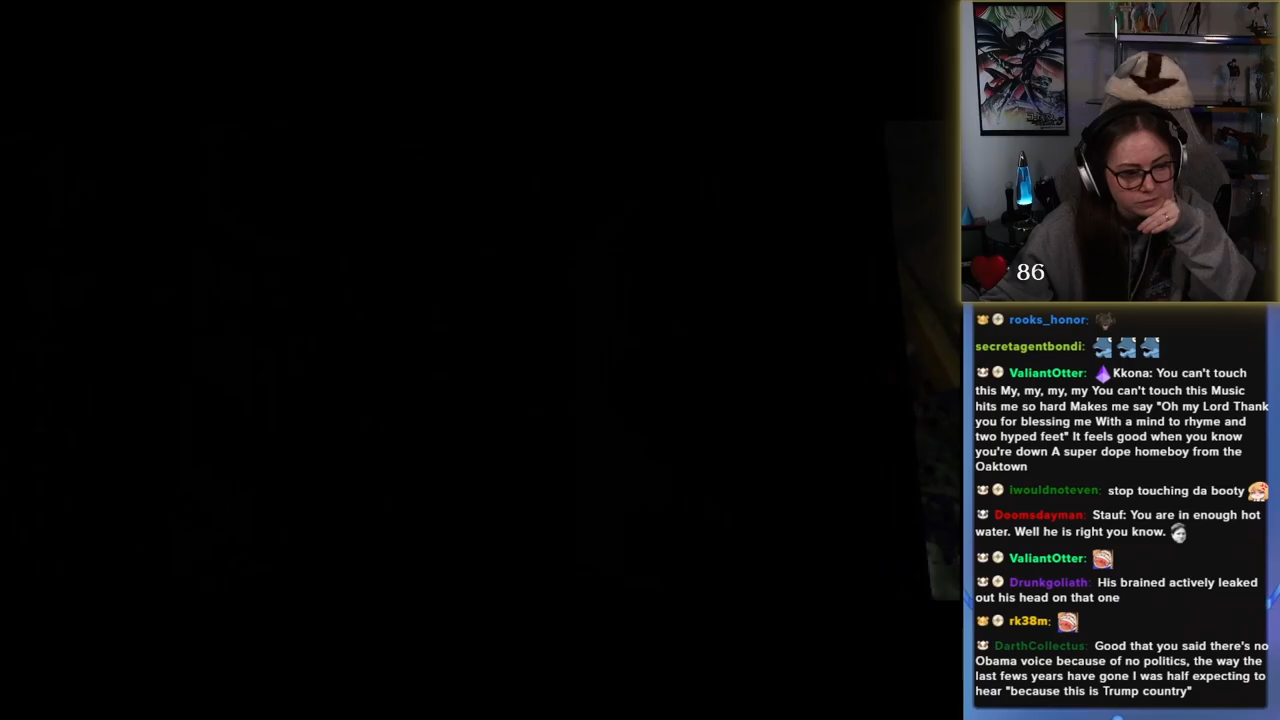 86
rooks_honor:
secretagentbondi:
ValiantOtter: Kkona: You can't touch
this My, my, my, my You can't touch this Music
hits me so hard Makes me say "Oh my Lord Thank
you for blessing me With a mind to rhyme and
two hyped feet" It feels good when you know
you're down A super dope homeboy from the
Oaktown
iwouldnoteven: stop touching da booty
Doomsdayman: Stauf: You are in enough hot
water. Well he is right you know.
ValiantOtter:
Drunkgoliath: His brained actively leaked
out his head on that one
rk38m:
DarthCollectus: Good that you said there's no
Obama voice because of no politics, the way the
last fews years have gone I was half expecting to
hear "because this is Trump country"